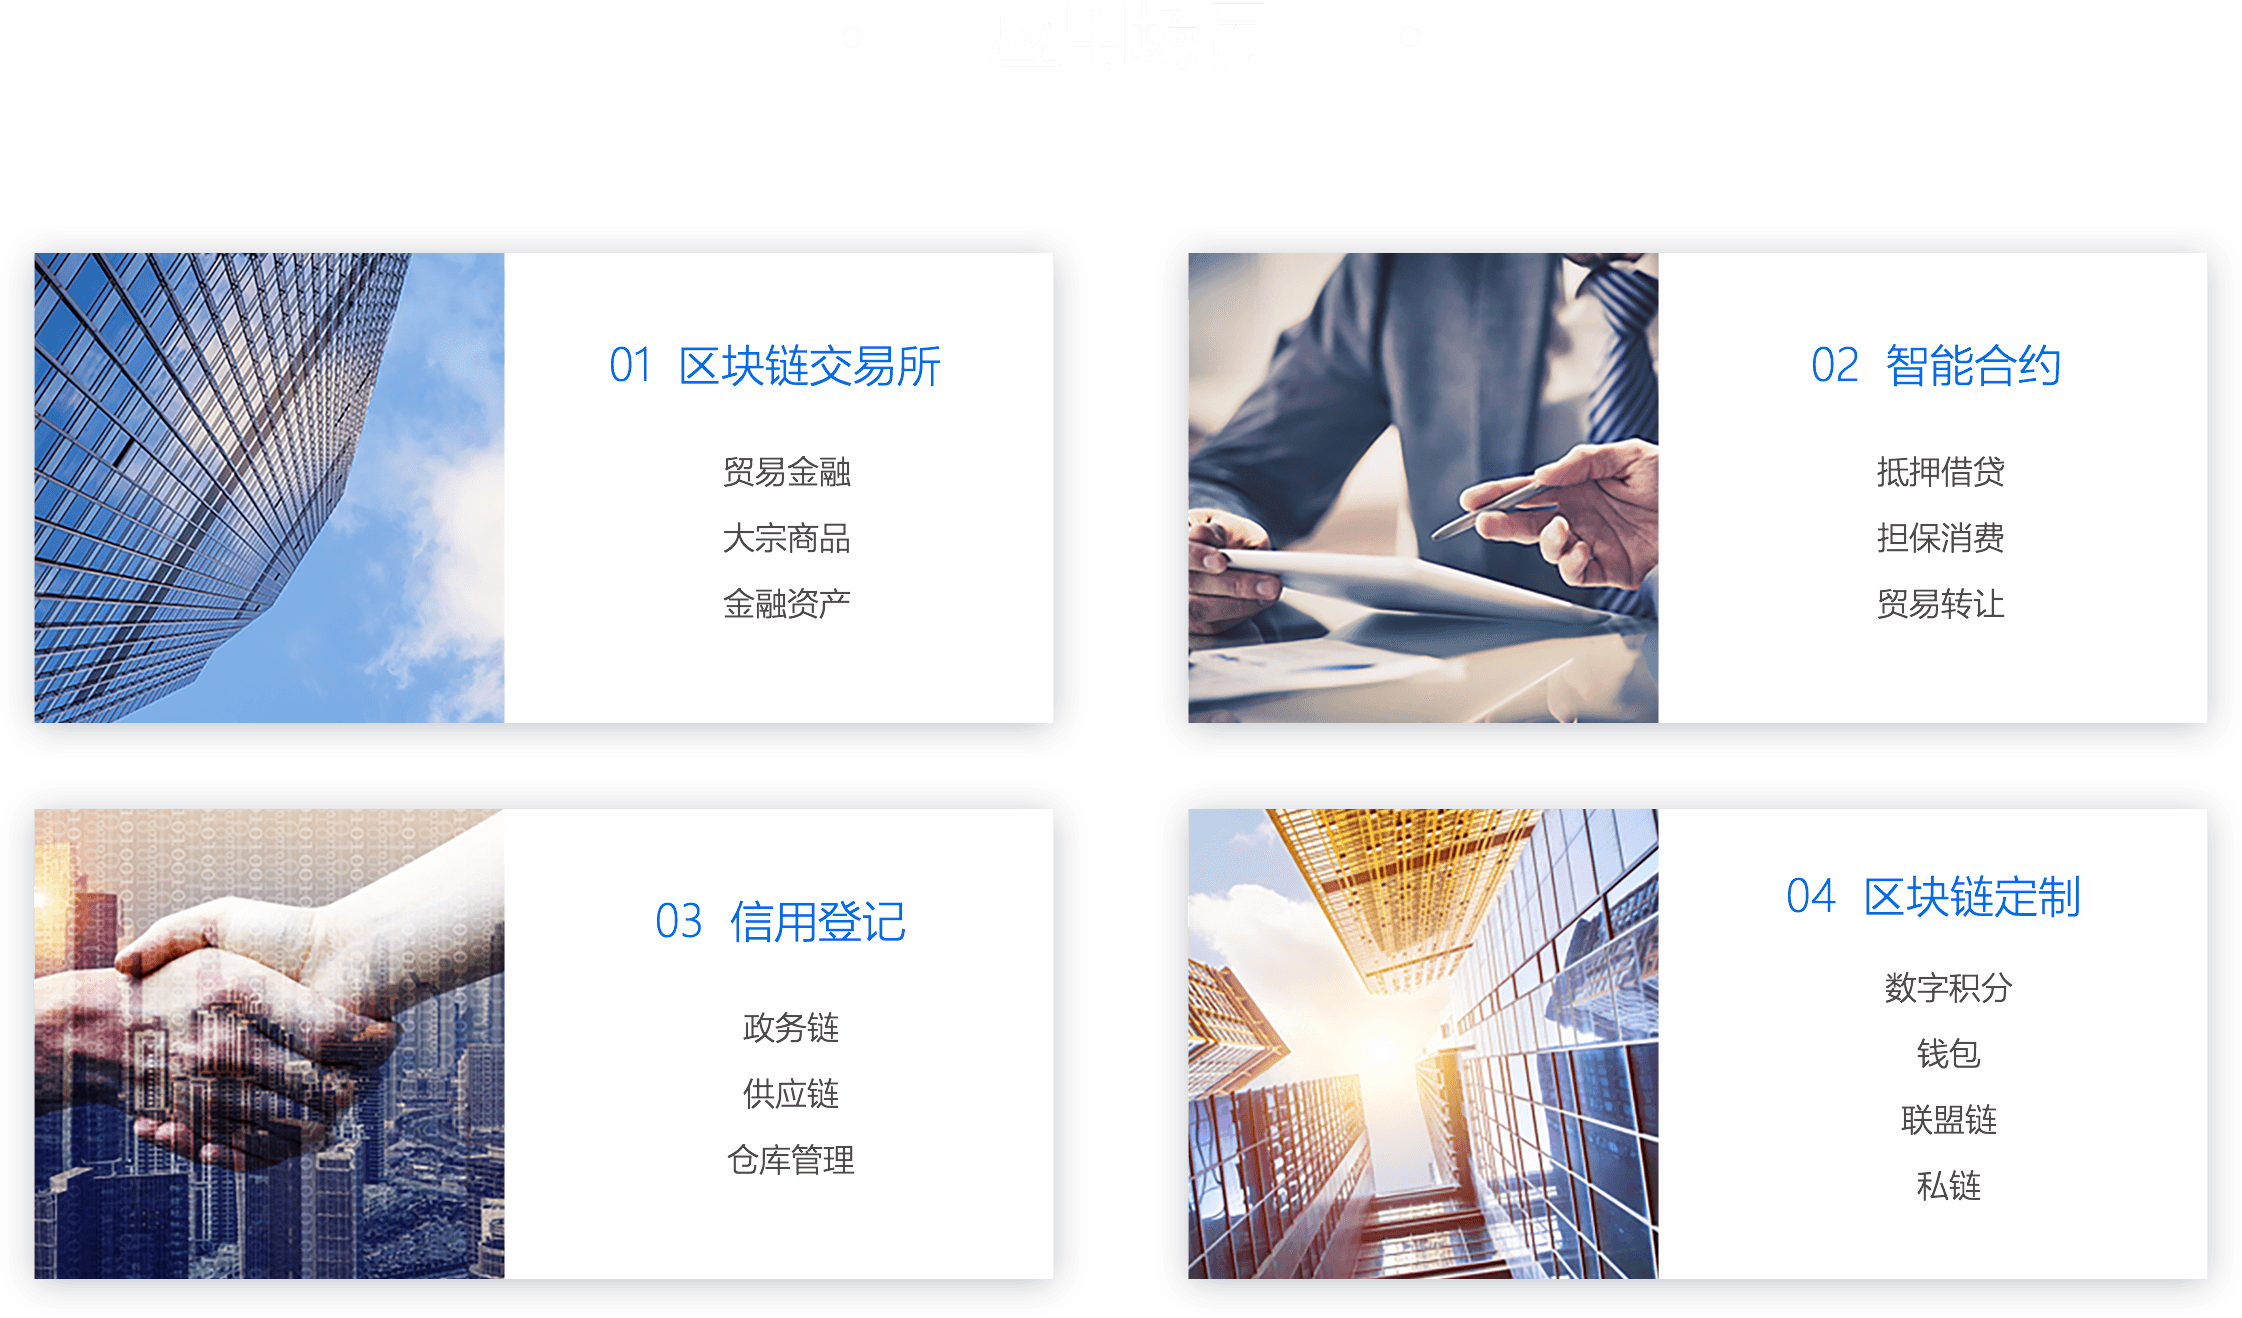 01 区块链交易所
贸易金融
大宗商品
金融资产
02 智能合约
抵押借贷
担保消费
贸易转让
03 信用登记
政务链
供应链
仓库管理
04 区块链定制
数字积分
钱包
联盟链
私链